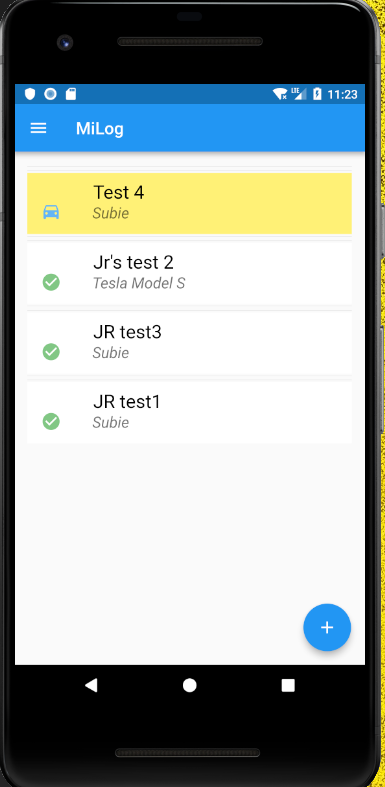 LTE 11:23
MiLog
Test 4
Subie
Jr's test 2
Tesla Model S
JR test3
Subie
JR test1
Subie